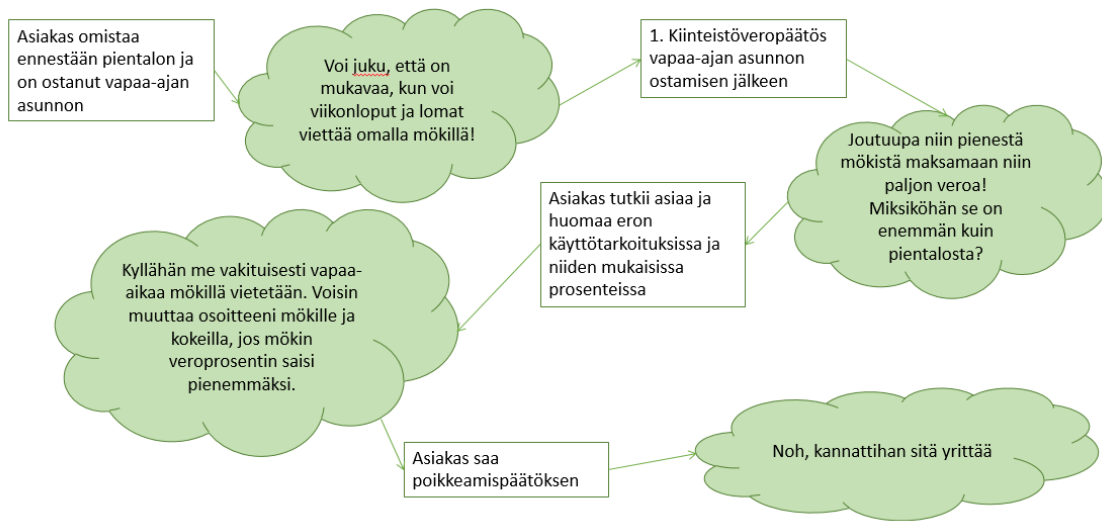 Asiakas omistaa
ennestään pientalon ja
on ostanut vapaa-ajan
asunnon
Voi juku, että on
mukavaa, kun voi
viikonloput ja lomat
viettää omalla mökillä!
1. Kiinteistöveropäätös
vapaa-ajan asunnon
ostamisen jälkeen
Joutuupa niin pienestä
mökistä maksamaan niin
paljon veroa!
Miksiköhän se on
enemmän kuin
pientalosta?
Asiakas tutkii asiaa ja
huomaa eron
käyttötarkoituksissa ja
niiden mukaisissa
prosenteissa
Kyllähän me vakituisesti vapaa-
aikaa mökillä vietetään. Voisin
muuttaa osoitteeni mökille ja
kokeilla, jos mökin
veroprosentin saisi
pienemmäksi.
Asiakas saa
poikkeamispäätöksen
Noh, kannattihan sitä yrittää